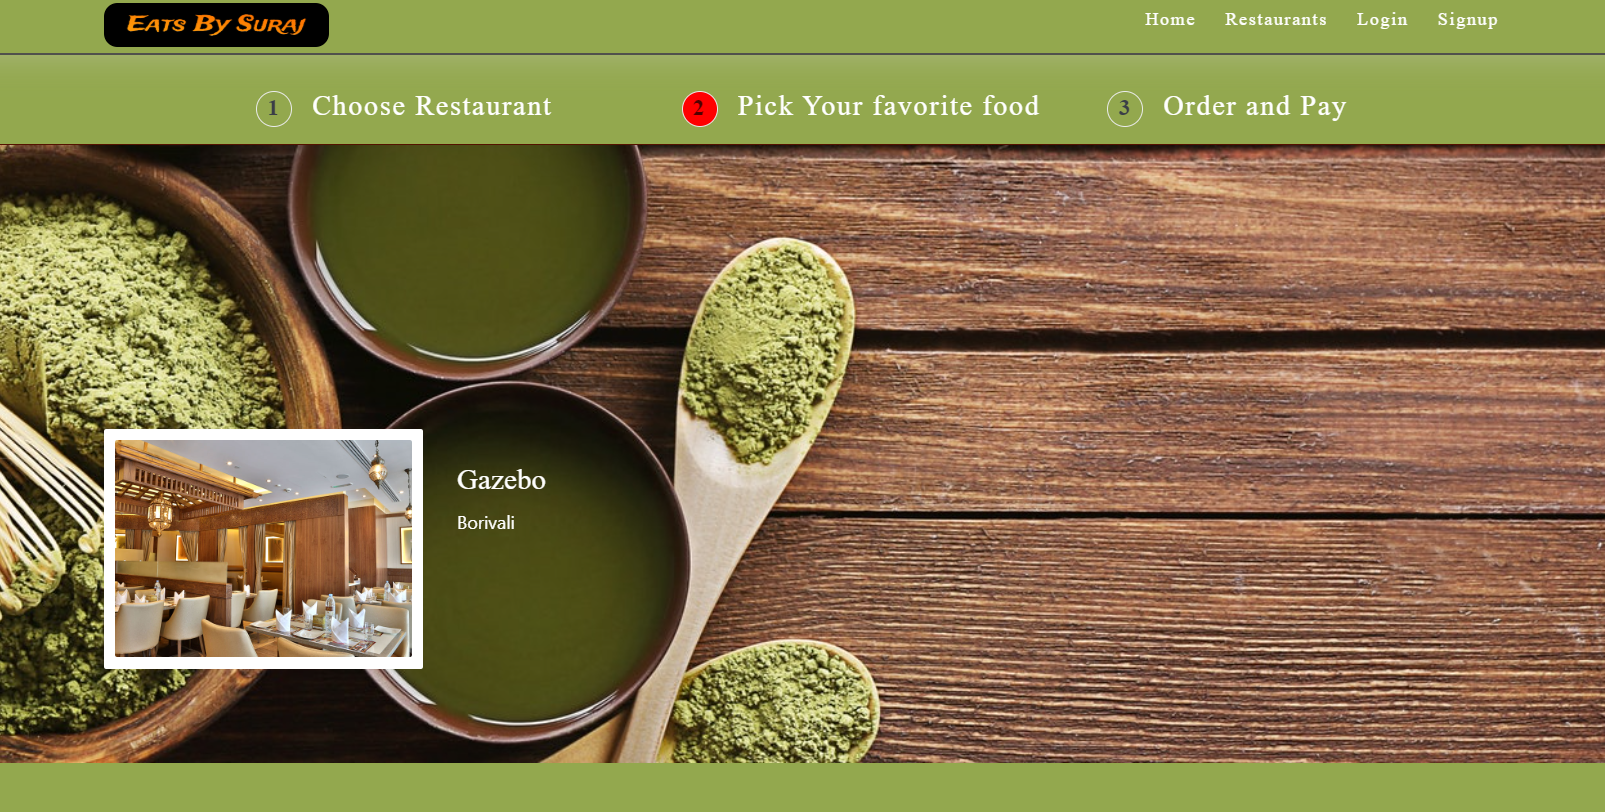 Eats By Suraj
Home Restaurants Login Signup
1 Choose Restaurant 2 Pick Your favorite food 3 Order and Pay
Gazebo
Borivali